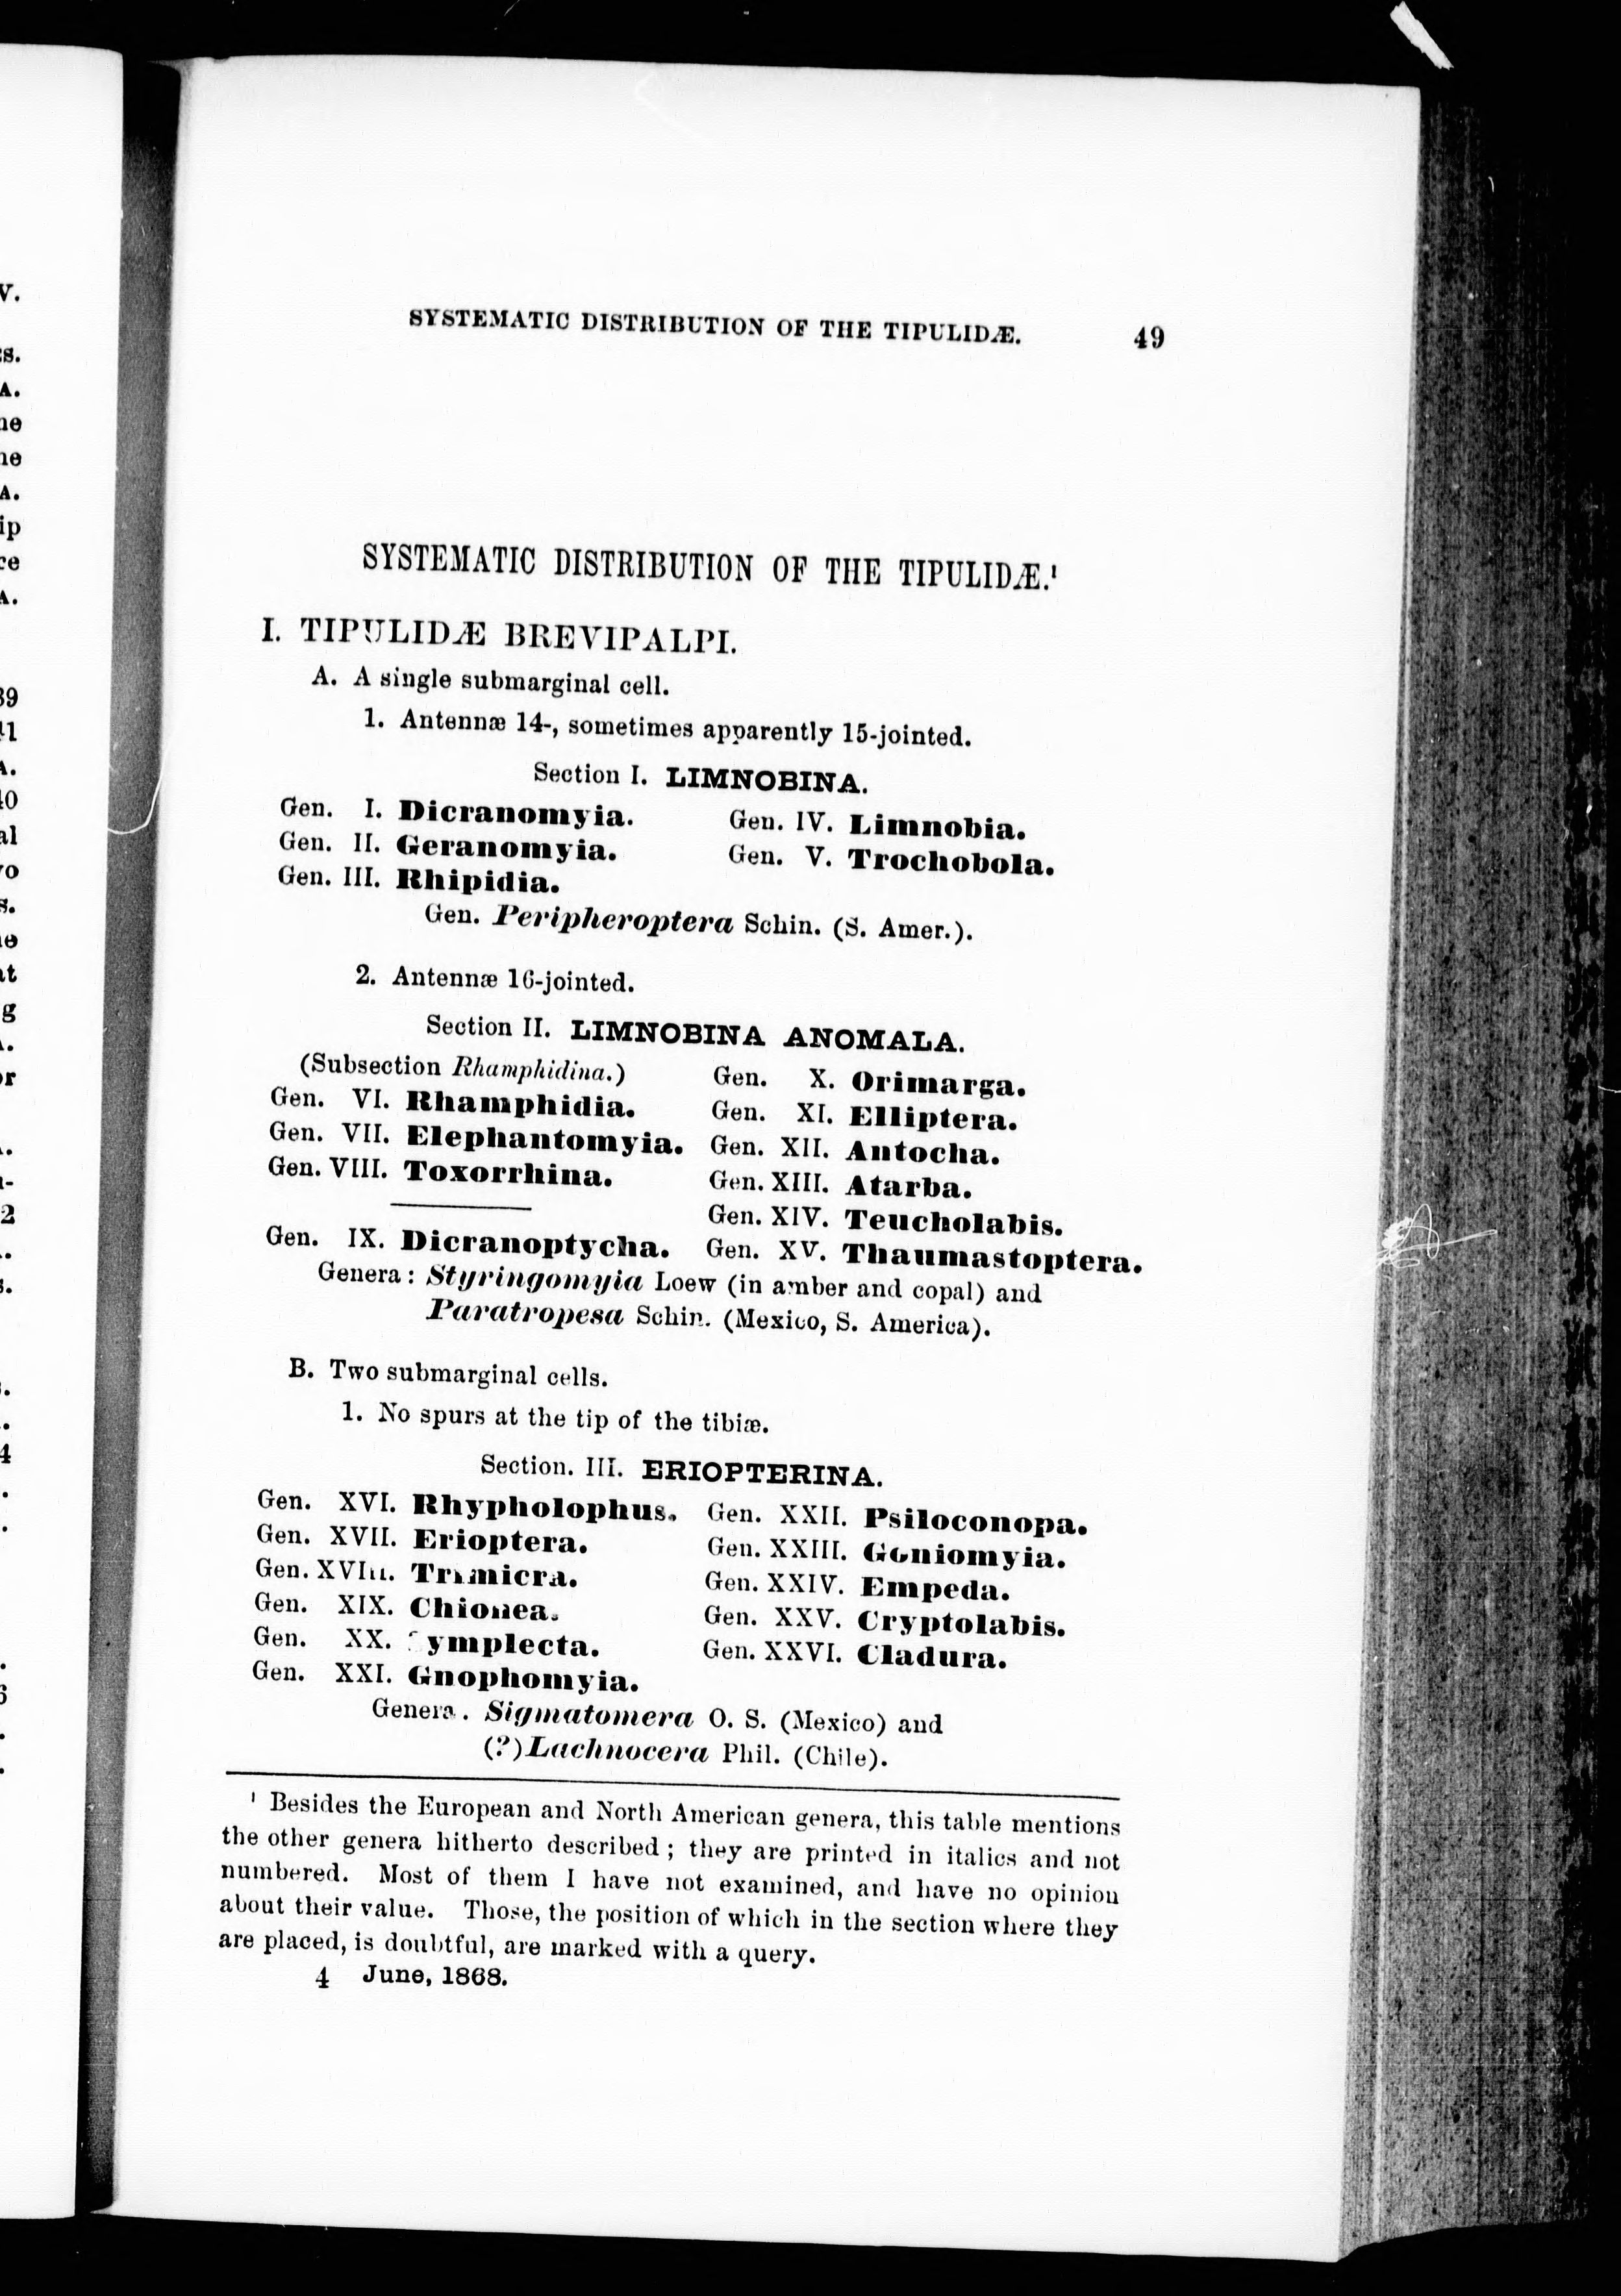 SYSTEMATIC DISTRIBUTION OF THE TIPULIDÆ. 49
SYSTEMATIC DISTRIBUTION OF THE TIPULIDÆ.¹
I. TIPULIDÆ BREVIPALPI.
A. A single submarginal cell.
1. Antennæ 14-, sometimes apparently 15-jointed.
Section I. LIMNOBINA.
Gen. I. Dicranomyia. Gen. IV. Limnobia.
Gen. II. Geranomyia. Gen. V. Trochobola.
Gen. III. Rhipidia.
Gen. Peripheroptera Schin. (S. Amer.).
2. Antennæ 16-jointed.
Section II. LIMNOBINA ANOMALA.
(Subsection Rhamphidina.) Gen. X. Orimarga.
Gen. VI. Rhamphidia. Gen. XI. Elliptera.
Gen. VII. Elephantomyia. Gen. XII. Antocha.
Gen. VIII. Toxorrhina. Gen. XIII. Atarba.
Gen. XIV. Teucholabis.
Gen. IX. Dicranoptycha. Gen. XV. Thaumastoptera.
Genera: Styringomyia Loew (in amber and copal) and
Paratropesa Schin. (Mexico, S. America).
B. Two submarginal cells.
1. No spurs at the tip of the tibiæ.
Section. III. ERIOPTERINA.
Gen. XVI. Rhypholophus. Gen. XXII. Psiloconopa.
Gen. XVII. Erioptera. Gen. XXIII. Goniomyia.
Gen. XVIII. Trimicra. Gen. XXIV. Empeda.
Gen. XIX. Chionea. Gen. XXV. Cryptolabis.
Gen. XX. Symplecta. Gen. XXVI. Cladura.
Gen. XXI. Gnophomyia.
Genera. Sigmatomera O. S. (Mexico) and
(?)Lachnocera Phil. (Chile).
¹ Besides the European and North American genera, this table mentions
the other genera hitherto described; they are printed in italics and not
numbered. Most of them I have not examined, and have no opinion
about their value. Those, the position of which in the section where they
are placed, is doubtful, are marked with a query.
4 June, 1868.